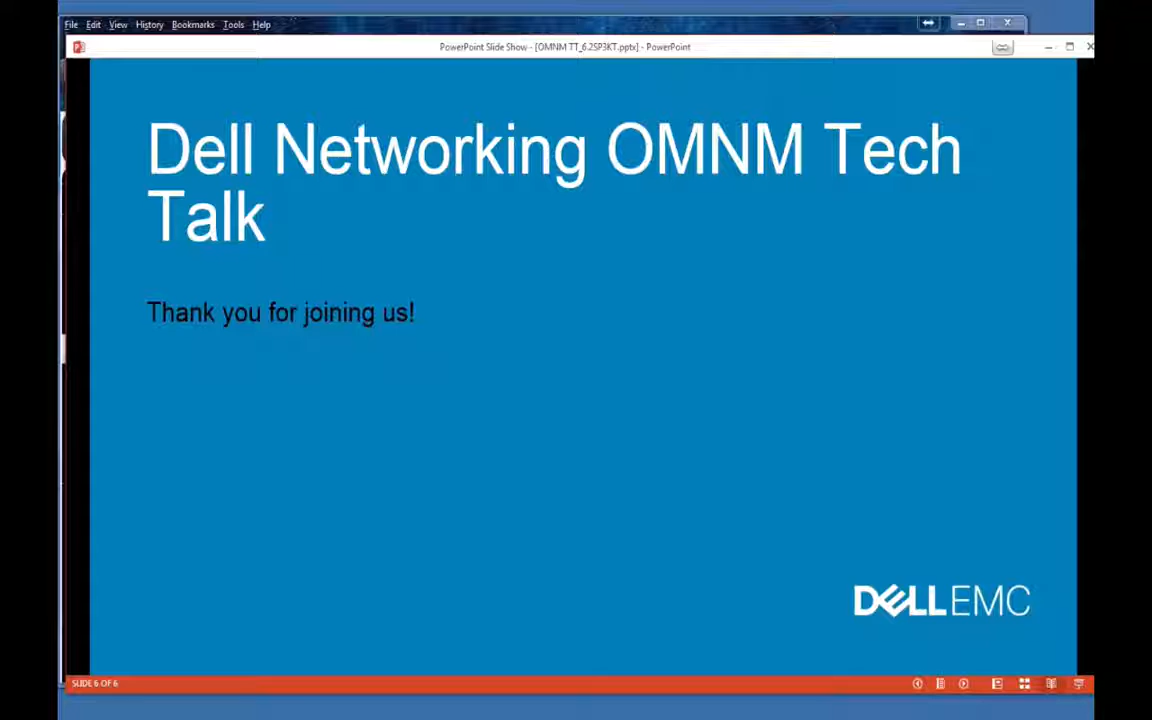 File Edit View History Bookmarks Tools Help
PowerPoint Slide Show - [OMNM TT_6.2SP3KT.pptx] - PowerPoint
Dell Networking OMNM Tech
Talk
Thank you for joining us!
DELLEMC
SLIDE 6 OF 6